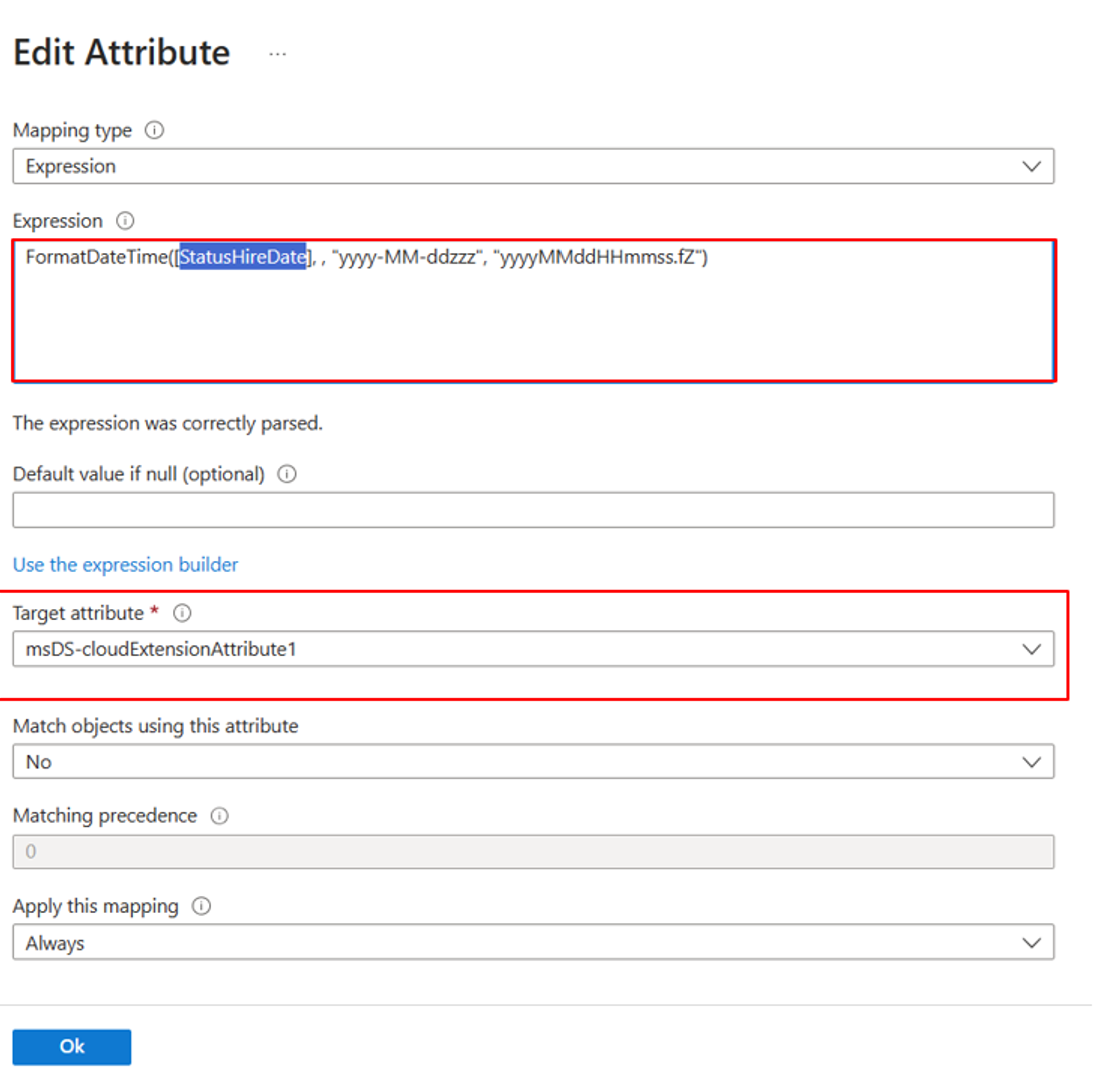 Edit Attribute ...
Mapping type
Expression
Expression
FormatDateTime([StatusHireDate], , "yyyy-MM-ddzzz", "yyyyMMddHHmmss.fZ")
The expression was correctly parsed.
Default value if null (optional)
Use the expression builder
Target attribute *
msDS-cloudExtensionAttribute1
Match objects using this attribute
No
Matching precedence
0
Apply this mapping
Always
Ok